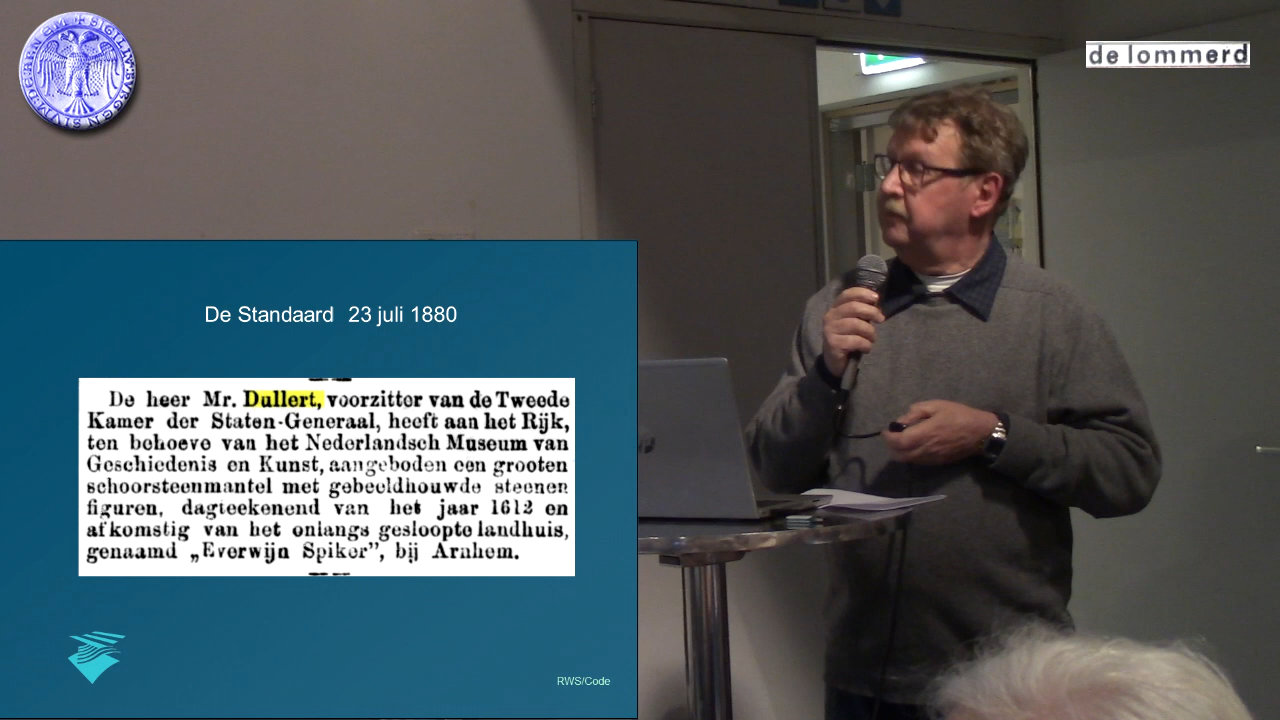 de lommerd
De Standaard 23 juli 1880
De heer Mr. Dullert, voorzitter van de Tweede
Kamer der Staten-Generaal, heeft aan het Rijk,
ten behoeve van het Nederlandsch Museum van
Geschiedenis en Kunst, aangeboden een grooten
schoorsteenmantel met gebeeldhouwde steenen
figuren, dagteekenend van het jaar 1612 en
afkomstig van het onlangs gesloopte landhuis,
genaamd „Everwijn Spiker”, bij Arnhem.
RWS/Code